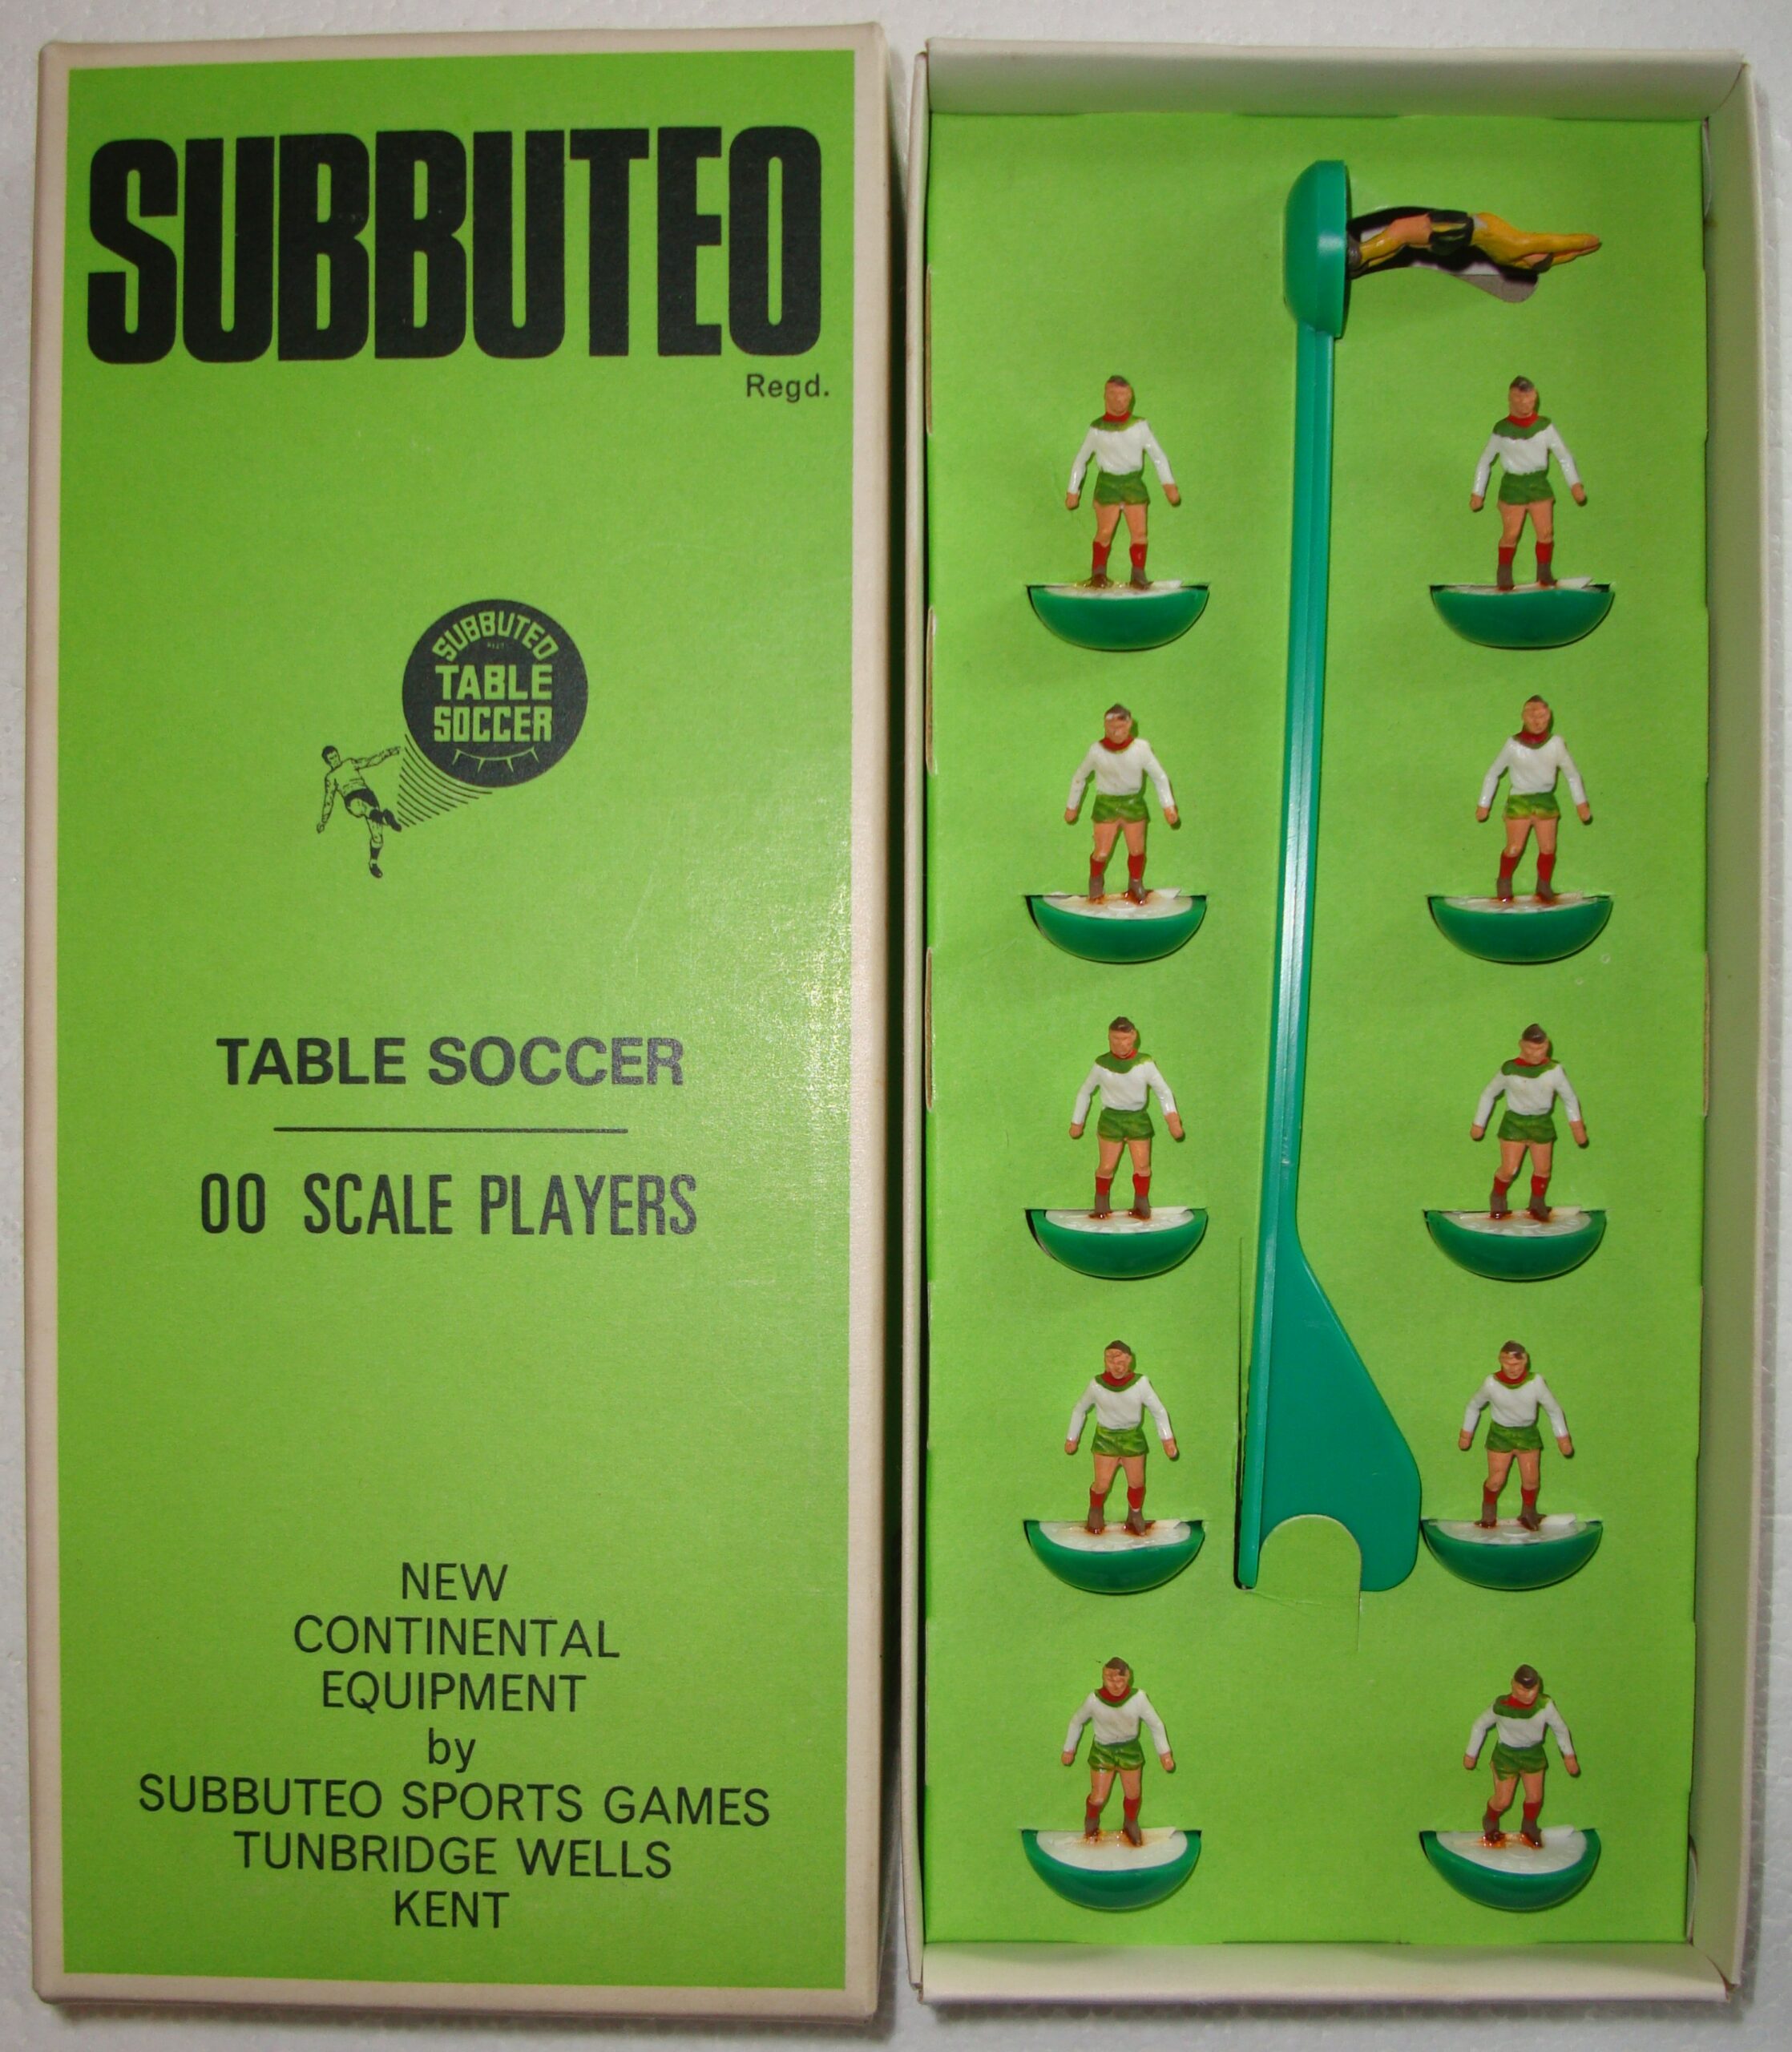 SUBBUTEO
Regd.
SUBBUTEO
TABLE
SOCCER
TABLE SOCCER
00 SCALE PLAYERS
NEW
CONTINENTAL
EQUIPMENT
by
SUBBUTEO SPORTS GAMES
TUNBRIDGE WELLS
KENT